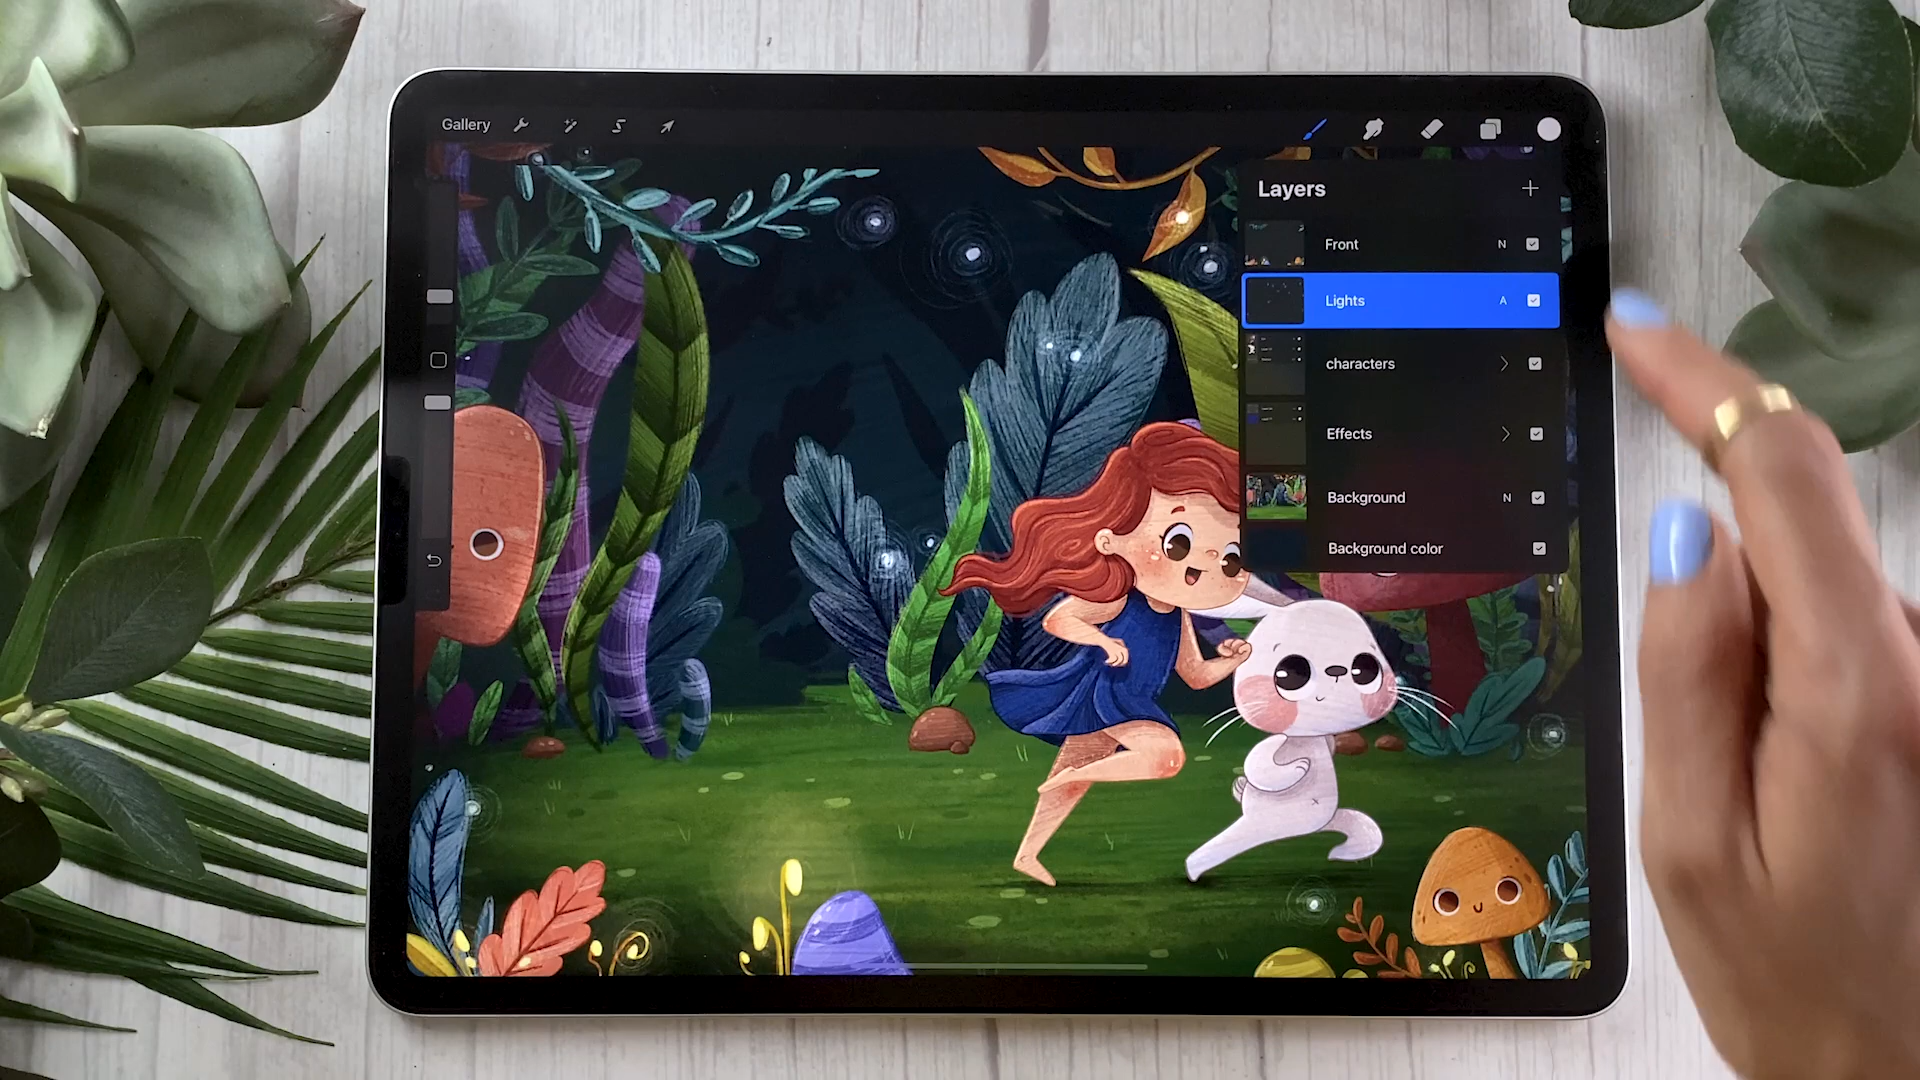 Gallery
Layers
Front N
Lights A
characters
Effects
Background N
Background color